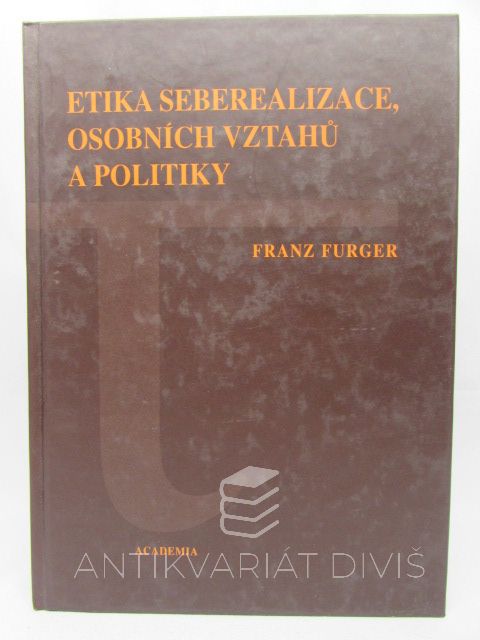 ETIKA SEBEREALIZACE,
OSOBNÍCH VZTAHŮ
A POLITIKY
FRANZ FURGER
ACADEMIA
ANTIKVARIÁT DIVIŠ